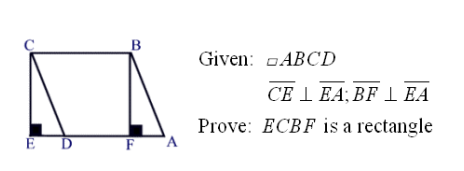 C B
Given: ▱ABCD
CE ⊥ EA; BF ⊥ EA
Prove: ECBF is a rectangle
E D F A